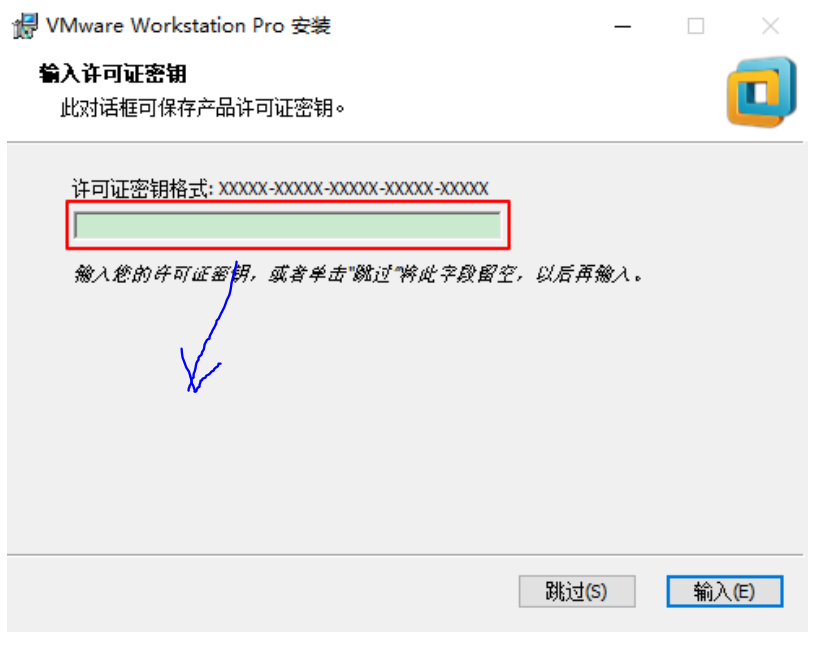 VMware Workstation Pro 安装
输入许可证密钥
此对话框可保存产品许可证密钥。
许可证密钥格式: XXXXX-XXXXX-XXXXX-XXXXX-XXXXX
输入您的许可证密钥，或者单击"跳过"将此字段留空，以后再输入。
跳过(S)
输入(E)